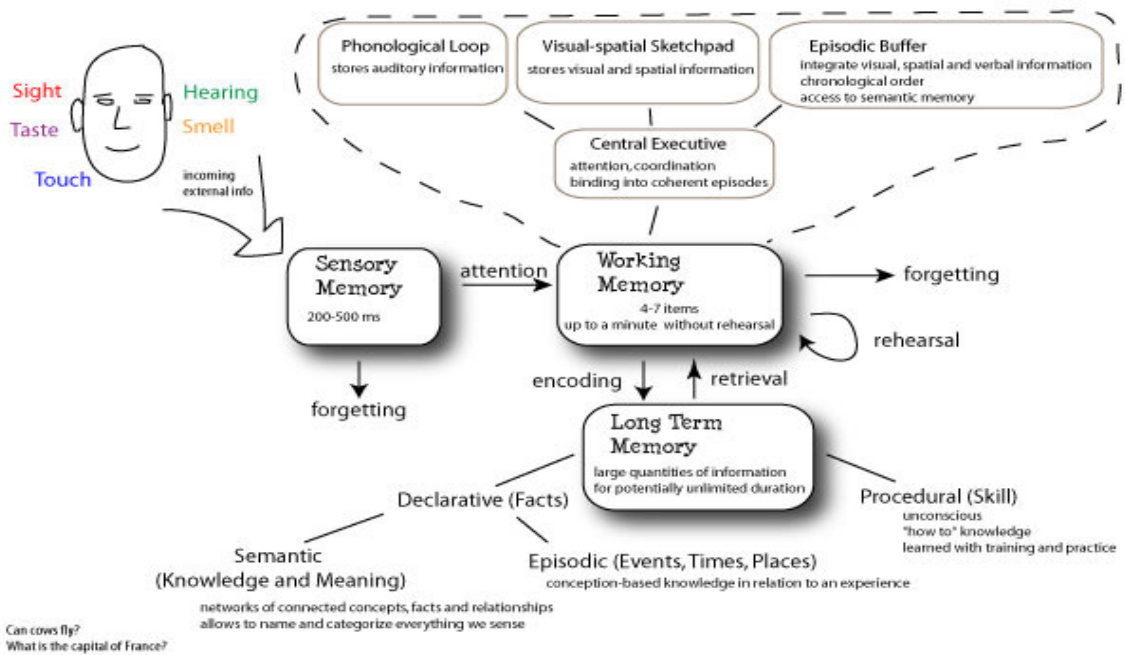 Phonological Loop
stores auditory information
Visual-spatial Sketchpad
stores visual and spatial information
Episodic Buffer
integrate visual, spatial and verbal information
chronological order
access to semantic memory
Sight
Hearing
Taste
Smell
Touch
incoming
external info
Central Executive
attention, coordination
binding into coherent episodes
Sensory
Memory
200-500 ms
attention
Working
Memory
4-7 items
up to a minute without rehearsal
forgetting
rehearsal
forgetting
encoding
retrieval
Long Term
Memory
large quantities of information
for potentially unlimited duration
Declarative (Facts)
Procedural (Skill)
unconscious
"how to" knowledge
learned with training and practice
Semantic
(Knowledge and Meaning)
networks of connected concepts, facts and relationships
allows to name and categorize everything we sense
Episodic (Events, Times, Places)
conception-based knowledge in relation to an experience
Can cows fly?
What is the capital of France?